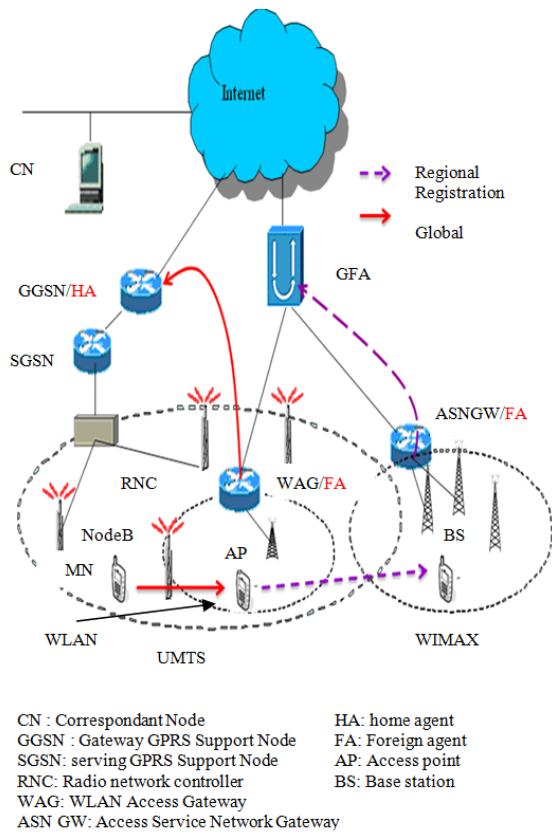 Internet
CN
Regional
Registration
Global
GFA
GGSN/HA
SGSN
ASNGW/FA
RNC
WAG/FA
NodeB
AP
BS
MN
WLAN
UMTS
WIMAX
CN : Correspondant Node
GGSN : Gateway GPRS Support Node
SGSN: serving GPRS Support Node
RNC: Radio network controller
WAG: WLAN Access Gateway
ASN GW: Access Service Network Gateway
HA: home agent
FA: Foreign agent
AP: Access point
BS: Base station